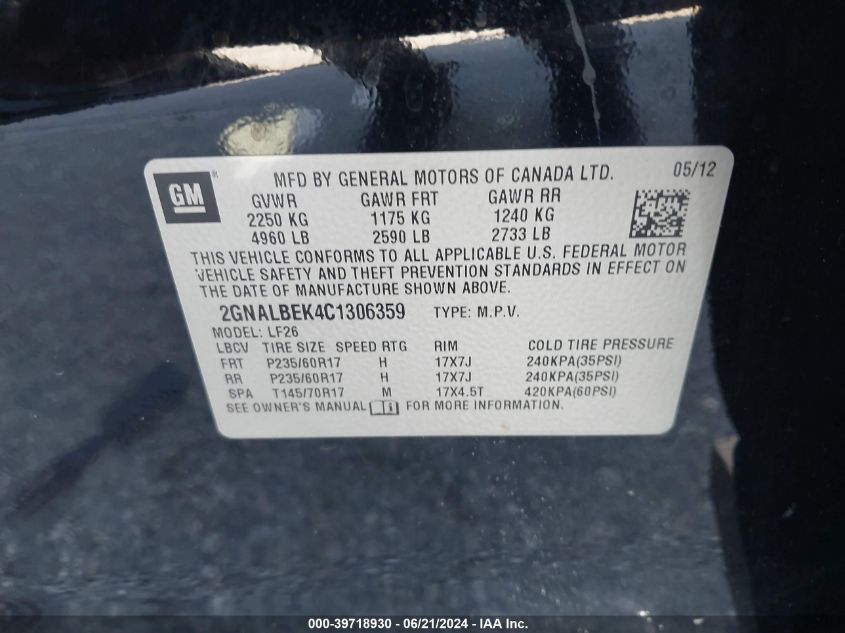 GM®
MFD BY GENERAL MOTORS OF CANADA LTD. 05/12
GVWR GAWR FRT GAWR RR
2250 KG 1175 KG 1240 KG
4960 LB 2590 LB 2733 LB
THIS VEHICLE CONFORMS TO ALL APPLICABLE U.S. FEDERAL MOTOR
VEHICLE SAFETY AND THEFT PREVENTION STANDARDS IN EFFECT ON
THE DATE OF MANUFACTURE SHOWN ABOVE.
2GNALBEK4C1306359 TYPE: M.P.V.
MODEL: LF26
LBCV TIRE SIZE SPEED RTG RIM COLD TIRE PRESSURE
FRT P235/60R17 H 17X7J 240KPA(35PSI)
RR P235/60R17 H 17X7J 240KPA(35PSI)
SPA T145/70R17 M 17X4.5T 420KPA(60PSI)
SEE OWNER'S MANUAL FOR MORE INFORMATION.
000-39718930 - 06/21/2024 - IAA Inc.